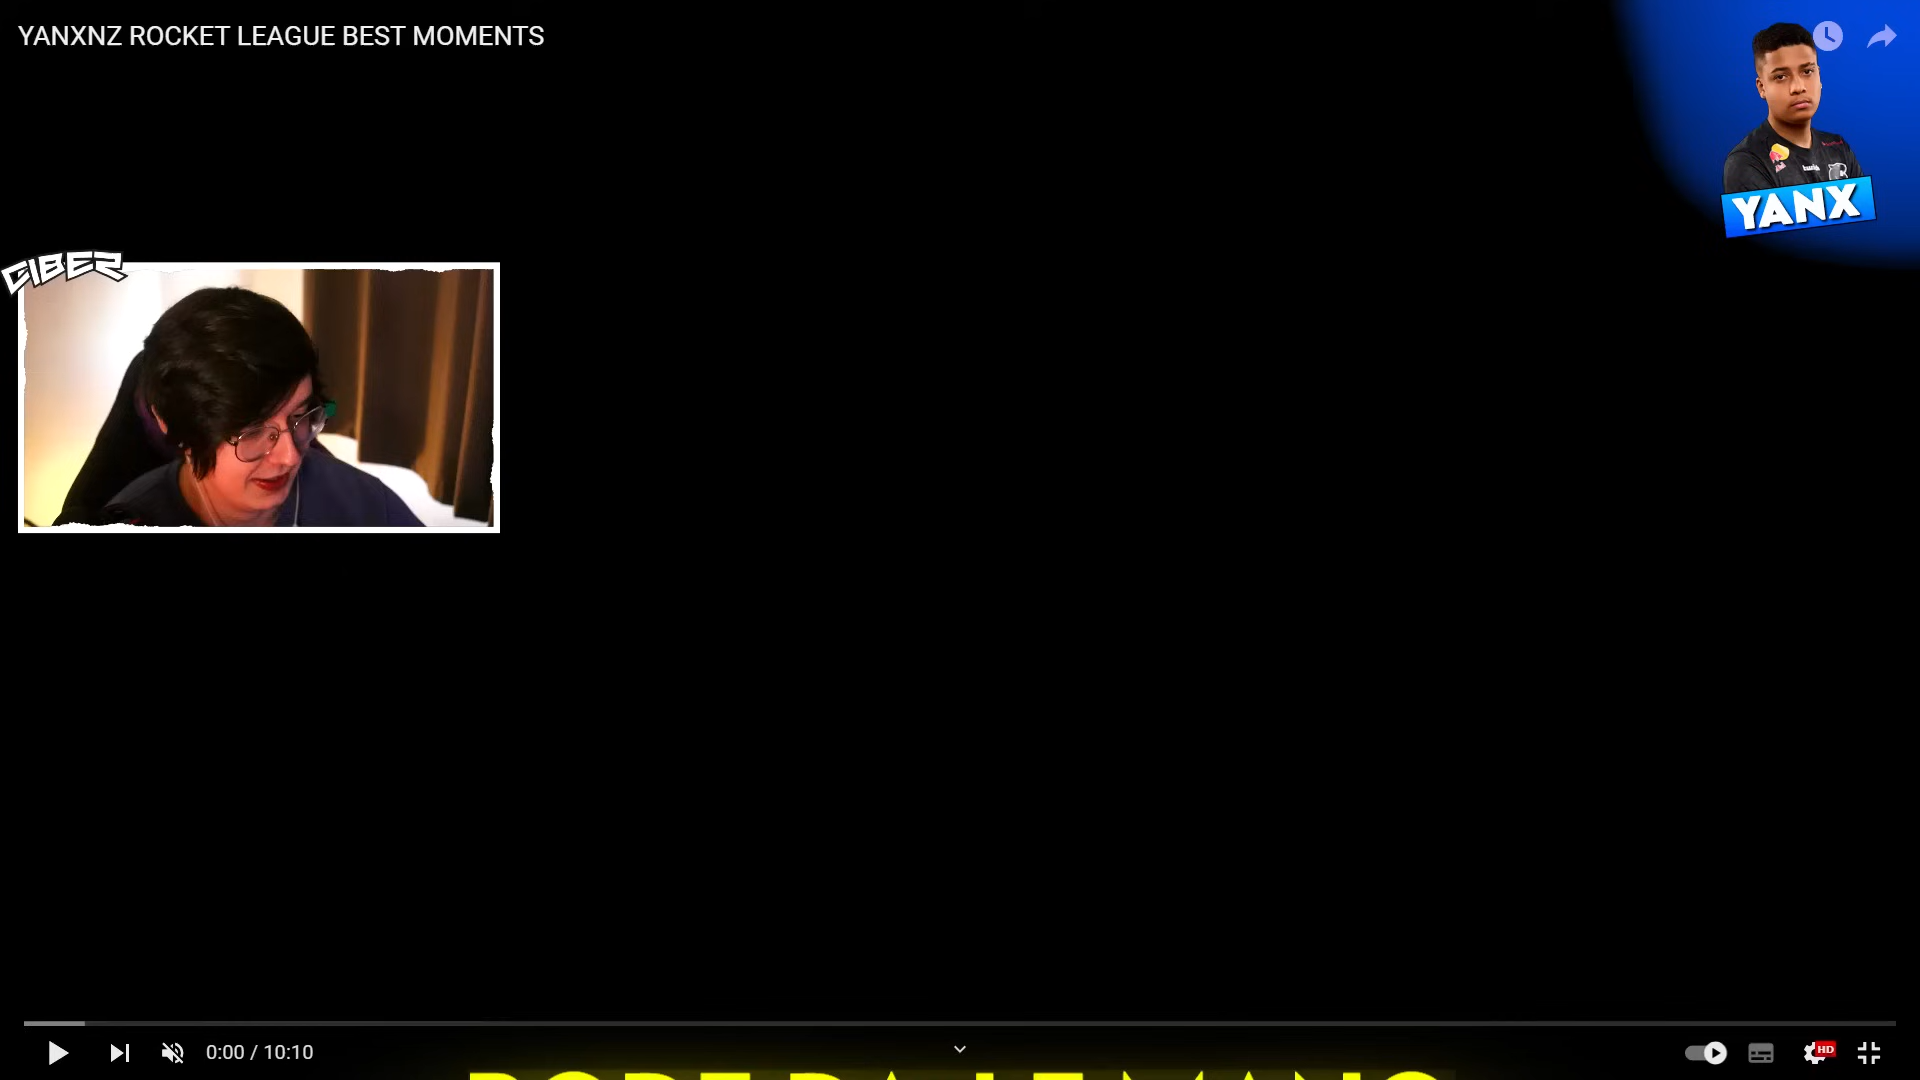 YANXNZ ROCKET LEAGUE BEST MOMENTS
YANX
CIBER
0:00 / 10:10
HD